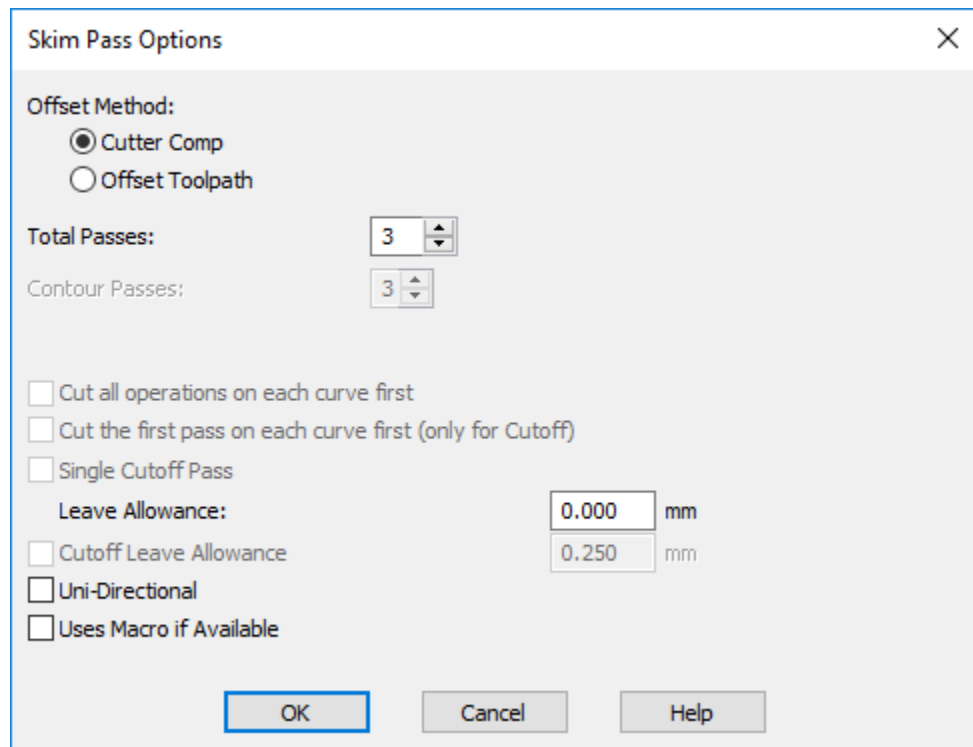 Skim Pass Options
Offset Method:
Cutter Comp
Offset Toolpath
Total Passes: 3
Contour Passes: 3
Cut all operations on each curve first
Cut the first pass on each curve first (only for Cutoff)
Single Cutoff Pass
Leave Allowance: 0.000 mm
Cutoff Leave Allowance 0.250 mm
Uni-Directional
Uses Macro if Available
OK Cancel Help